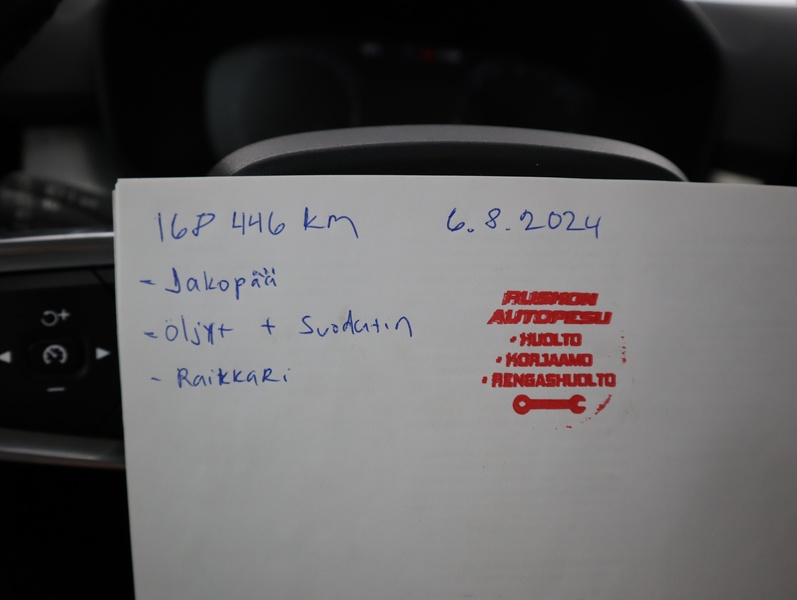 168 446 km 6.8.2024
- Jakopää
- Öljyt + Suodatin
- Raikkari
RUSKON
AUTOPESU
• HUOLTO
• KORJAAMO
• RENGASHUOLTO